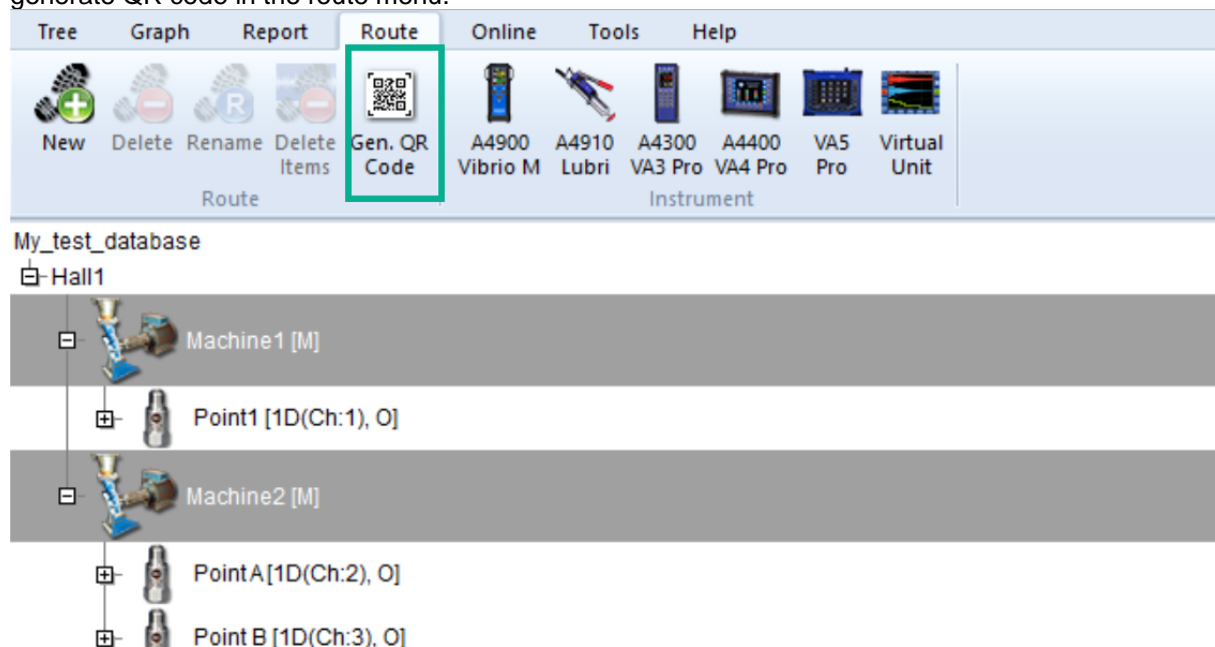 generate QR code in the route menu.
Tree Graph Report Route Online Tools Help
New Delete Rename Delete Items Gen. QR Code A4900 Vibrio M A4910 Lubri A4300 VA3 Pro A4400 VA4 Pro VA5 Pro Virtual Unit
Route Instrument
My_test_database
Hall1
Machine1 [M]
Point1 [1D(Ch:1), O]
Machine2 [M]
Point A [1D(Ch:2), O]
Point B [1D(Ch:3), O]